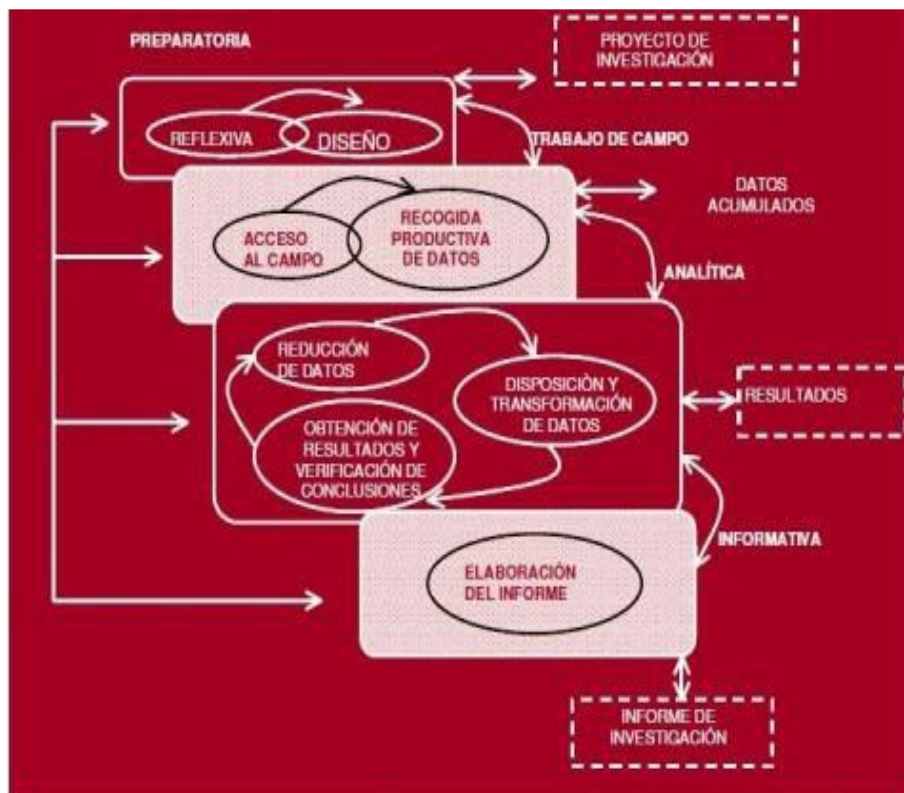 PREPARATORIA
PROYECTO DE
INVESTIGACIÓN
REFLEXIVA
DISEÑO
TRABAJO DE CAMPO
ACCESO
AL CAMPO
RECOGIDA
PRODUCTIVA
DE DATOS
DATOS
ACUMULADOS
ANALÍTICA
REDUCCIÓN
DE DATOS
DISPOSICIÒN Y
TRANSFORMACIÓN
DE DATOS
RESULTADOS
OBTENCIÓN DE
RESULTADOS Y
VERIFICACIÓN DE
CONCLUSIONES
INFORMATIVA
ELABORACIÓN
DEL INFORME
INFORME DE
INVESTIGACIÓN